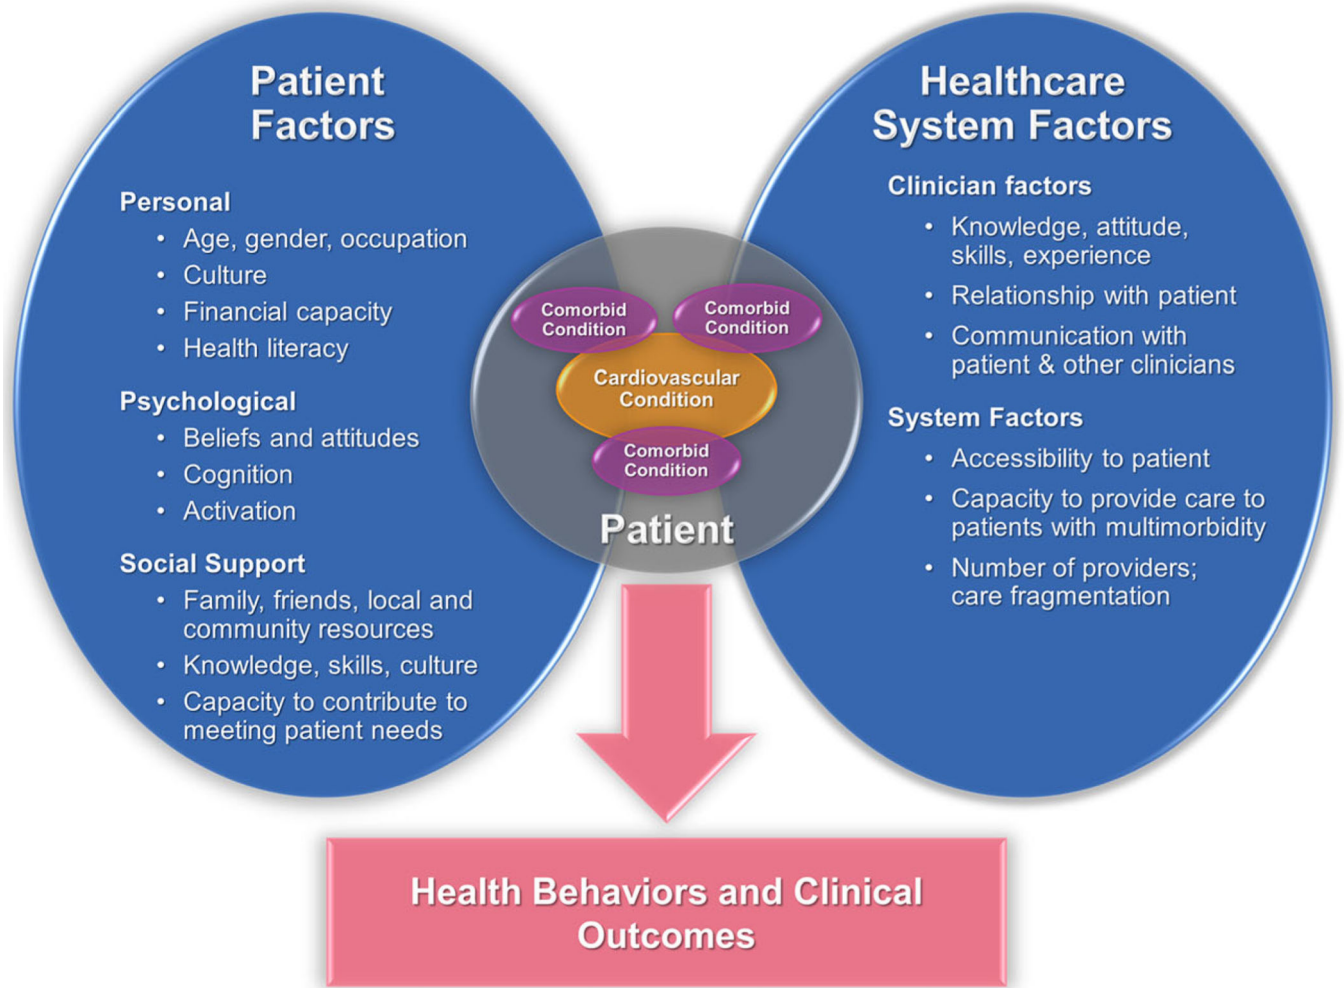 Patient
Factors
Personal
• Age, gender, occupation
• Culture
• Financial capacity
• Health literacy
Psychological
• Beliefs and attitudes
• Cognition
• Activation
Social Support
• Family, friends, local and
community resources
• Knowledge, skills, culture
• Capacity to contribute to
meeting patient needs
Comorbid
Condition
Comorbid
Condition
Cardiovascular
Condition
Comorbid
Condition
Patient
Healthcare
System Factors
Clinician factors
• Knowledge, attitude,
skills, experience
• Relationship with patient
• Communication with
patient & other clinicians
System Factors
• Accessibility to patient
• Capacity to provide care to
patients with multimorbidity
• Number of providers;
care fragmentation
Health Behaviors and Clinical
Outcomes